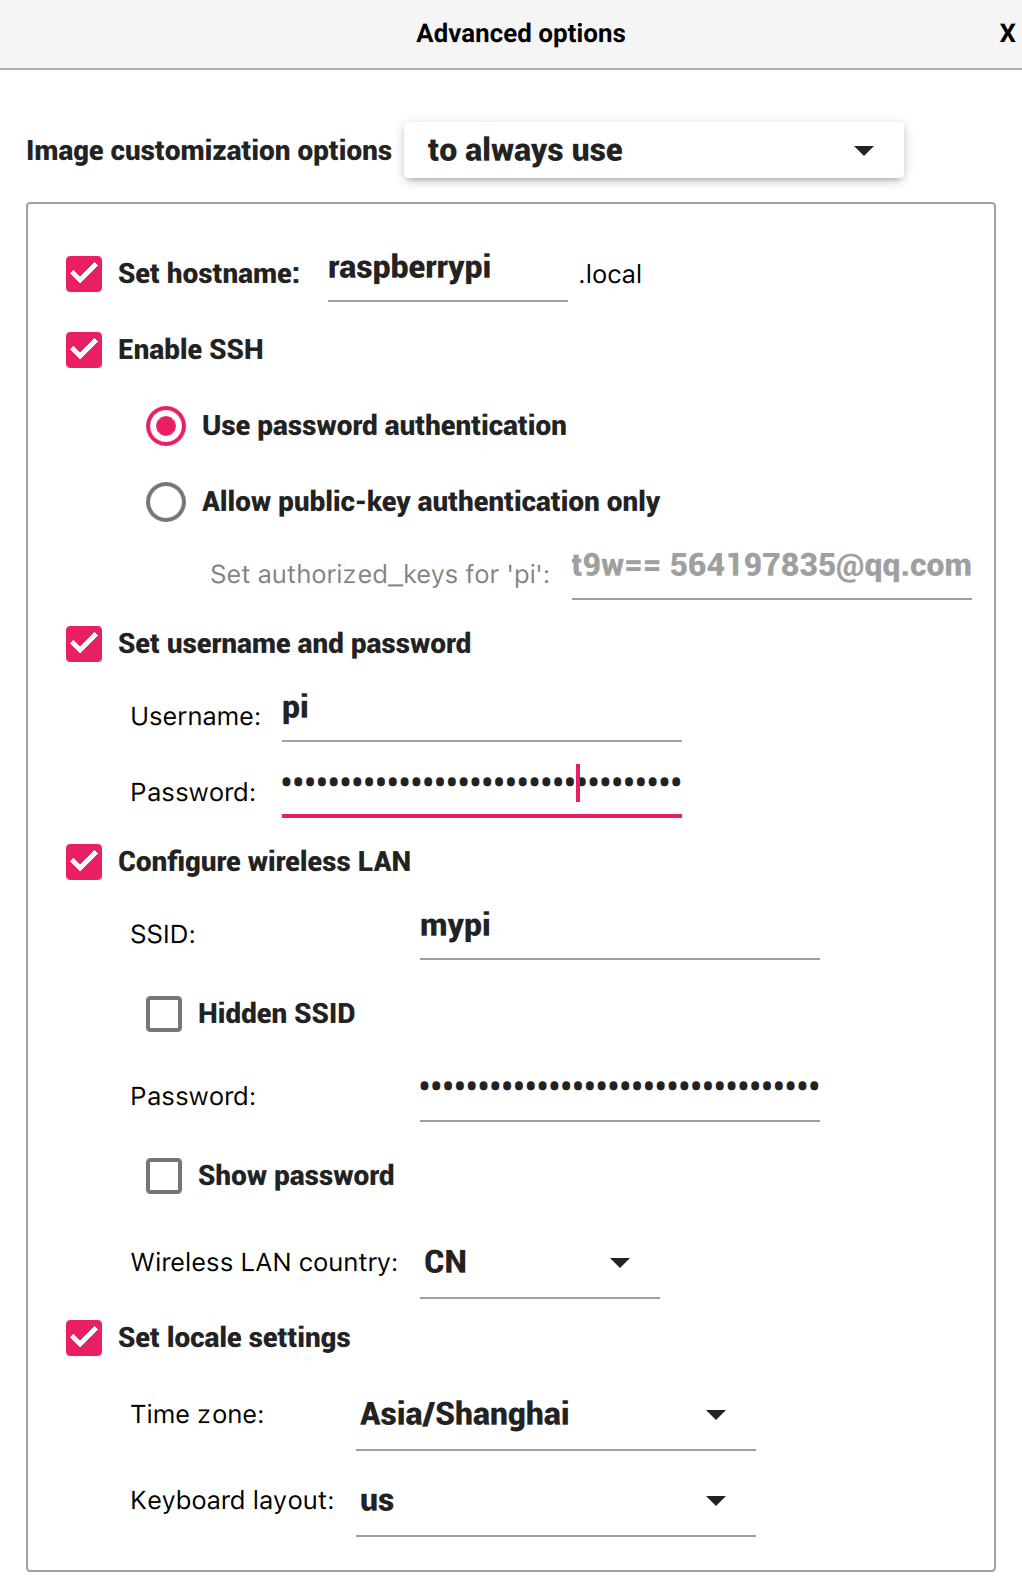 Advanced options X
Image customization options to always use
Set hostname: raspberrypi .local
Enable SSH
Use password authentication
Allow public-key authentication only
Set authorized_keys for 'pi': t9w== 564197835@qq.com
Set username and password
Username: pi
Password: ••••••••••••••••••••••••••••••••••
Configure wireless LAN
SSID: mypi
Hidden SSID
Password: ••••••••••••••••••••••••••••••••••
Show password
Wireless LAN country: CN
Set locale settings
Time zone: Asia/Shanghai
Keyboard layout: us